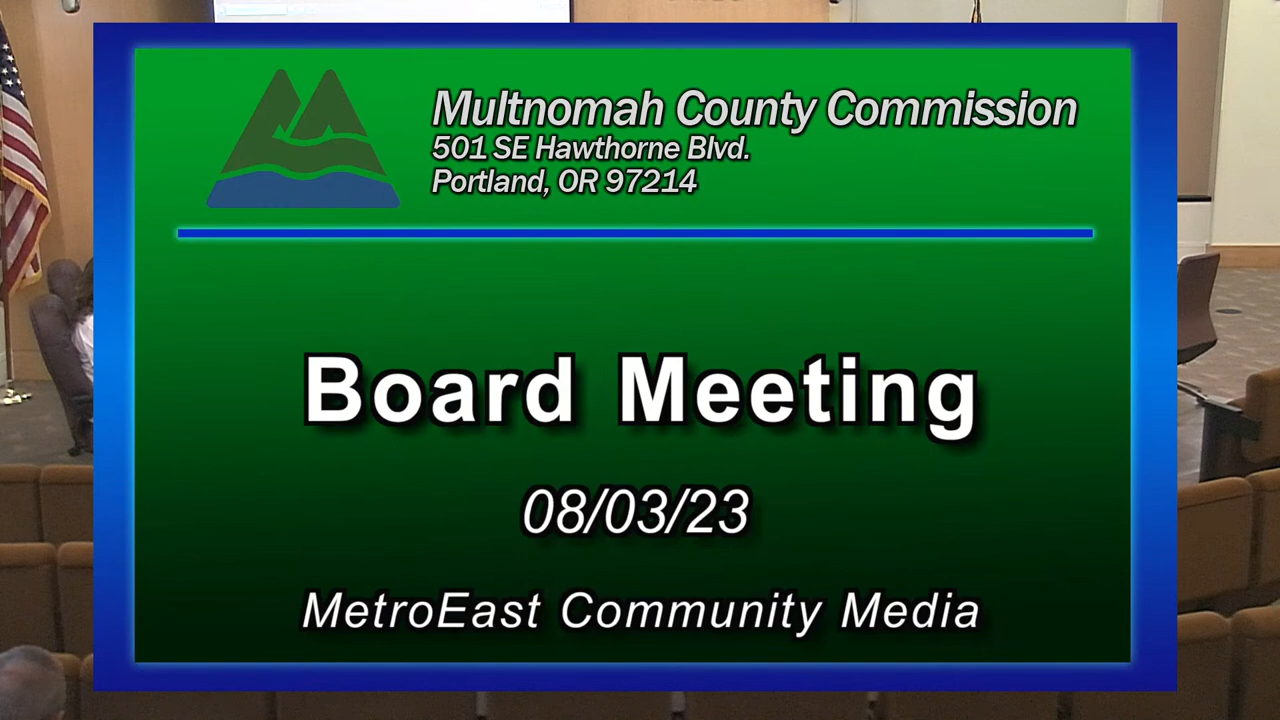 Multnomah County Commission
501 SE Hawthorne Blvd.
Portland, OR 97214
Board Meeting
08/03/23
MetroEast Community Media